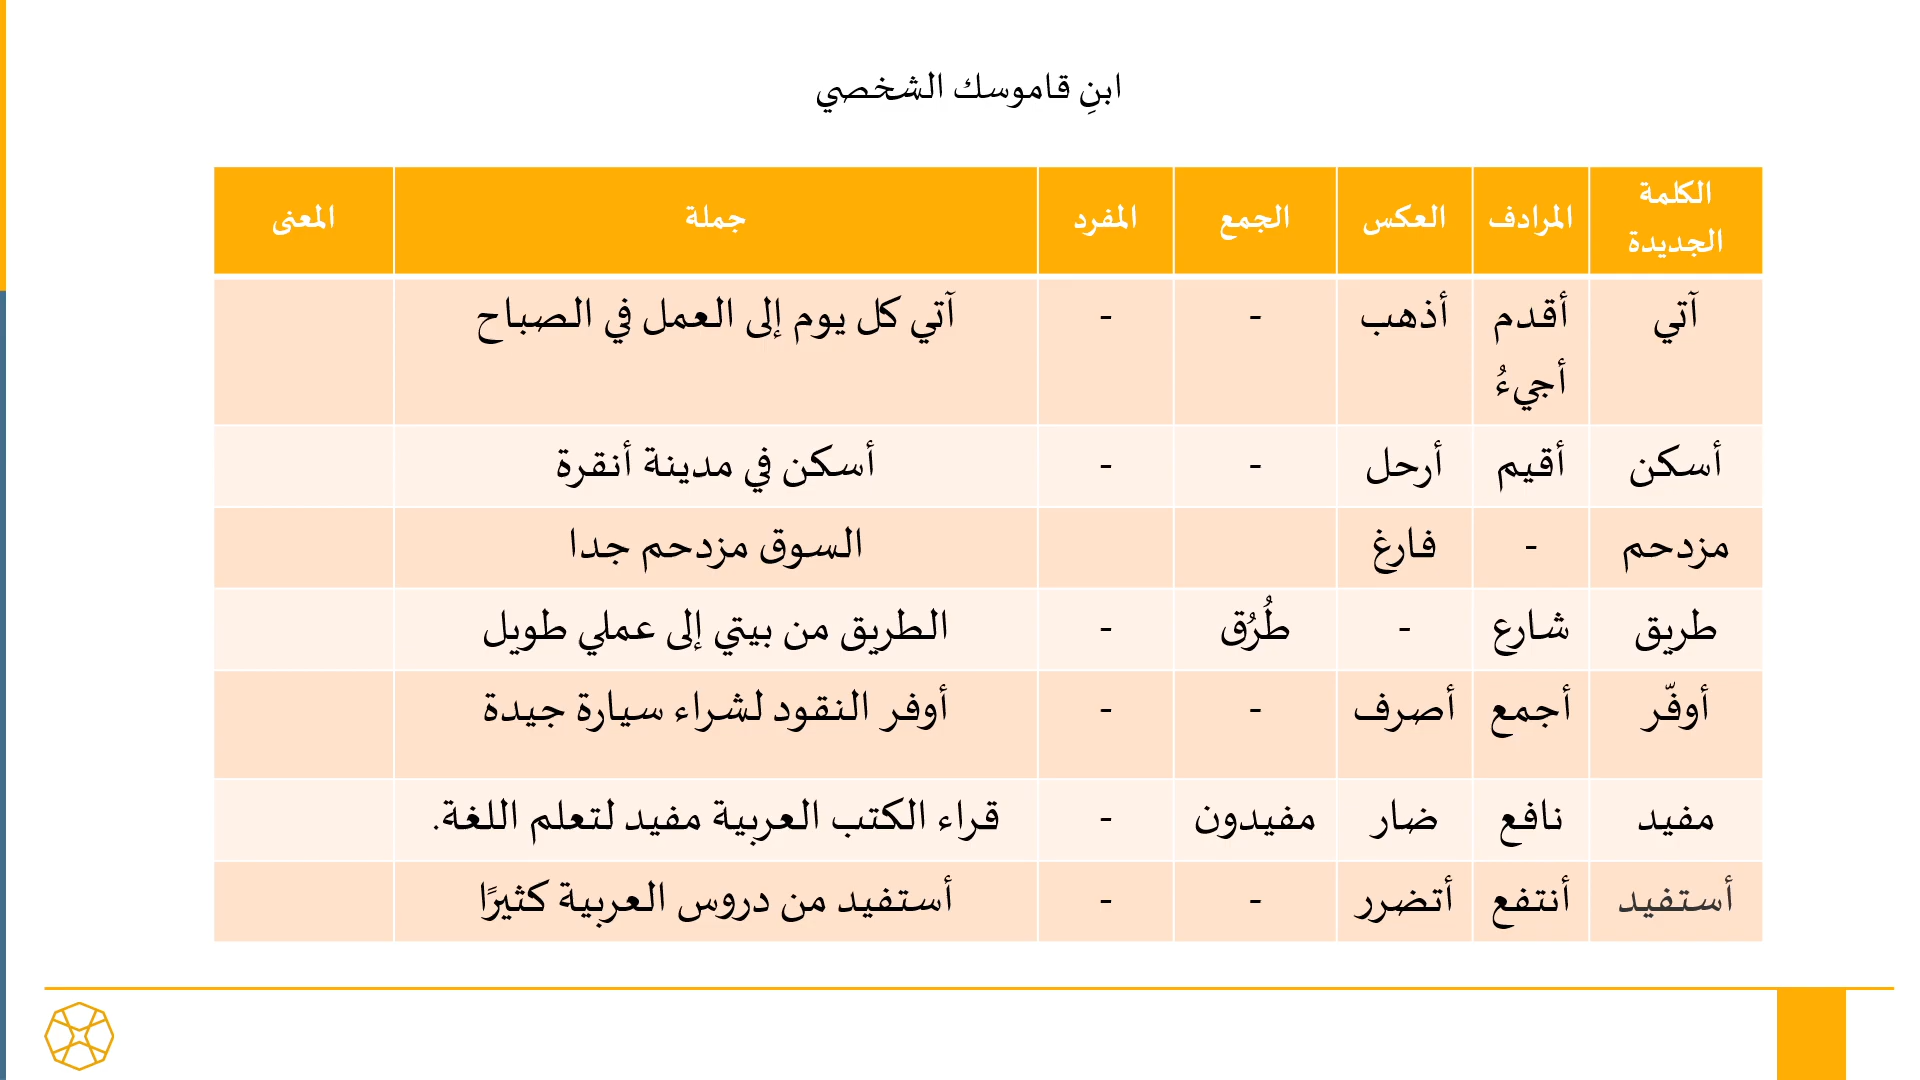 ابنِ قاموسك الشخصي
الكلمة الجديدة المرادف العكس الجمع المفرد جملة المعنى
آتي أقدم أجيءُ أذهب - - آتي كل يوم إلى العمل في الصباح
أسكن أقيم أرحل - - أسكن في مدينة أنقرة
مزدحم - فارغ السوق مزدحم جدا
طريق شارع - طُرُق - الطريق من بيتي إلى عملي طويل
أوفّر أجمع أصرف - - أوفر النقود لشراء سيارة جيدة
مفيد نافع ضار مفيدون - قراء الكتب العربية مفيد لتعلم اللغة.
أستفيد أنتفع أتضرر - - أستفيد من دروس العربية كثيرًا